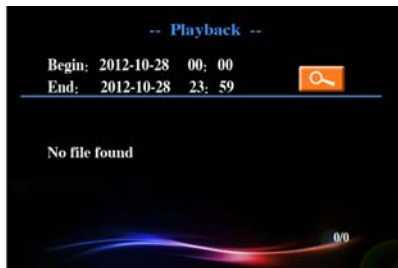 -- Playback --
Begin: 2012-10-28 00: 00
End: 2012-10-28 23: 59
No file found
0/0